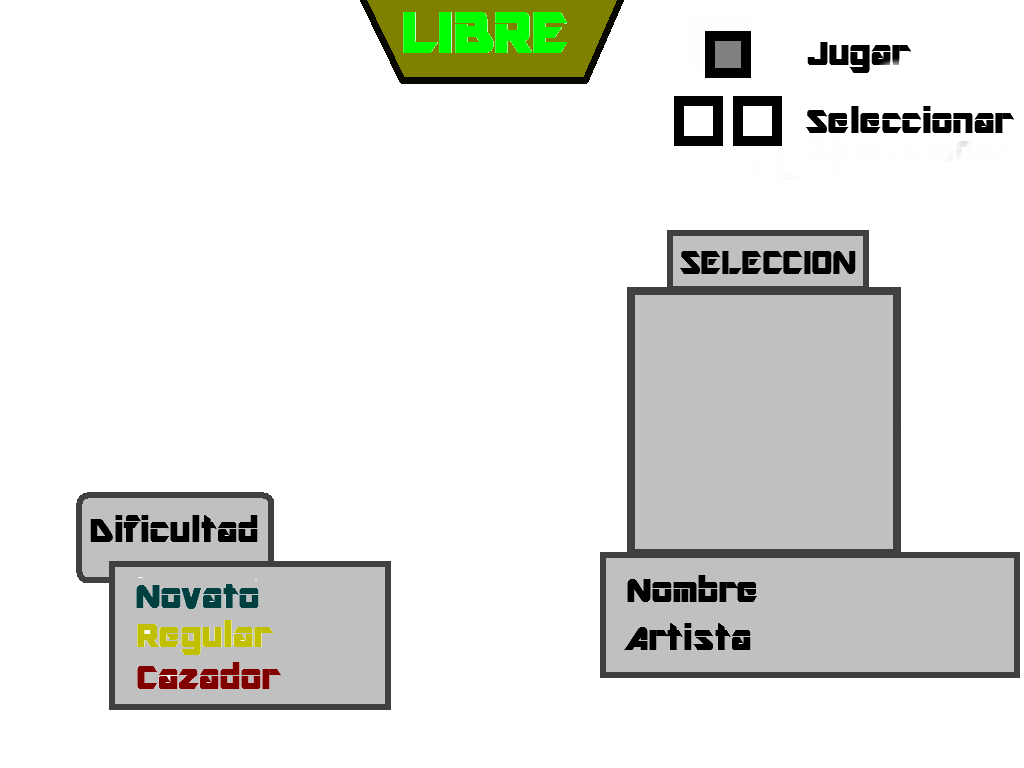 LIBRE
Jugar
Seleccionar
SELECCION
Dificultad
Novato
Regular
Cazador
Nombre
Artista